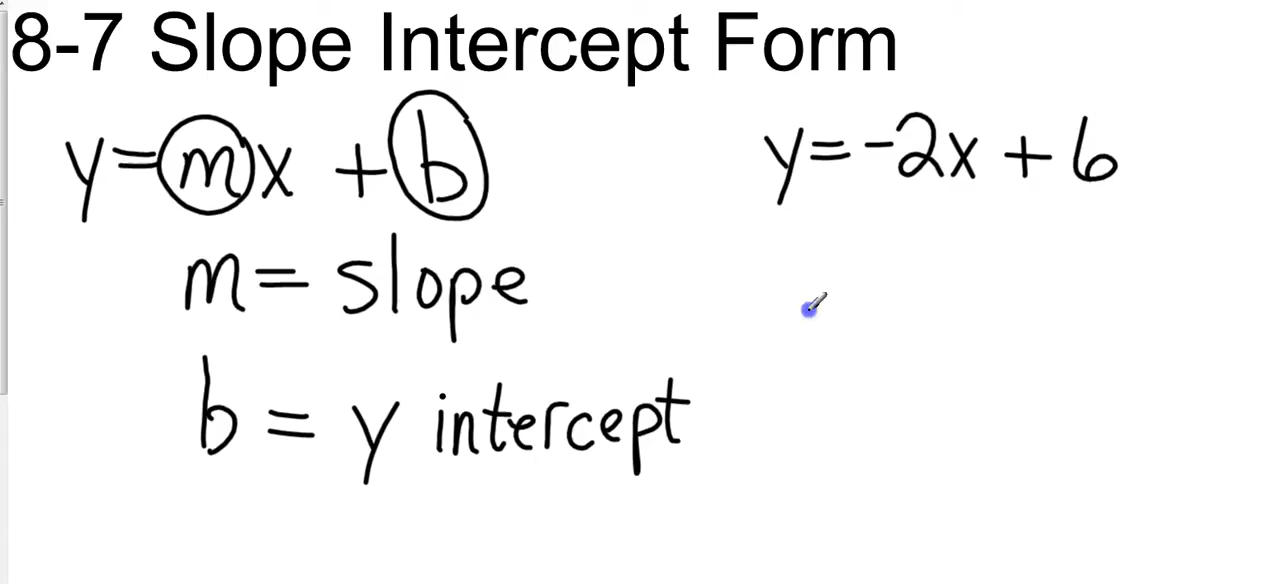 8-7 Slope Intercept Form
y=mx + b
m= slope
b = y intercept
y=-2x + 6